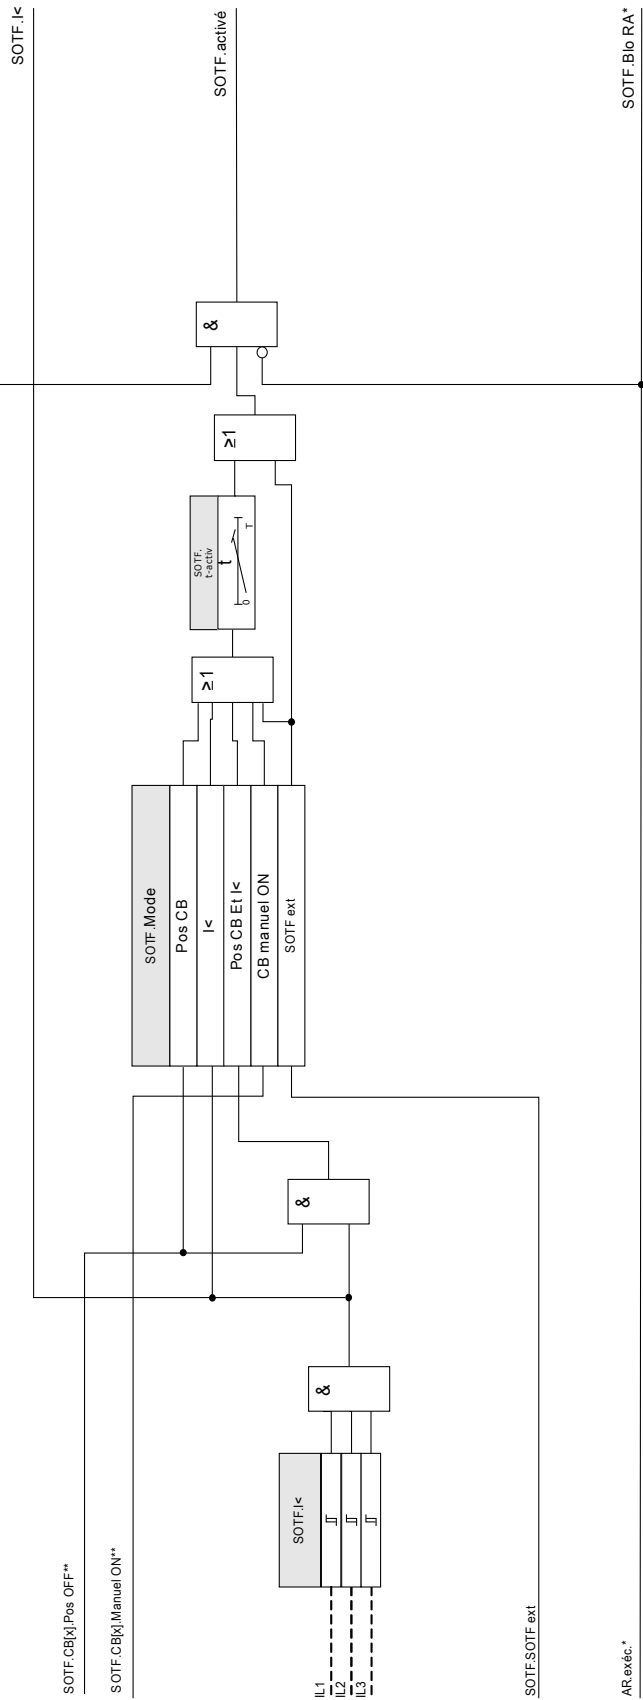 SOTF.I<
SOTF.activé
SOTF.Blo RA*
&
≥1
SOTF.
t-activ
t
0
T
≥1
SOTF.Mode
Pos CB
I<
Pos CB Et I<
CB manuel ON
SOTF ext
&
&
SOTF.I<
IL1
IL2
IL3
SOTF.CB[x].Pos OFF**
SOTF.CB[x].Manuel ON**
SOTF.SOTF ext
AR.exéc.*